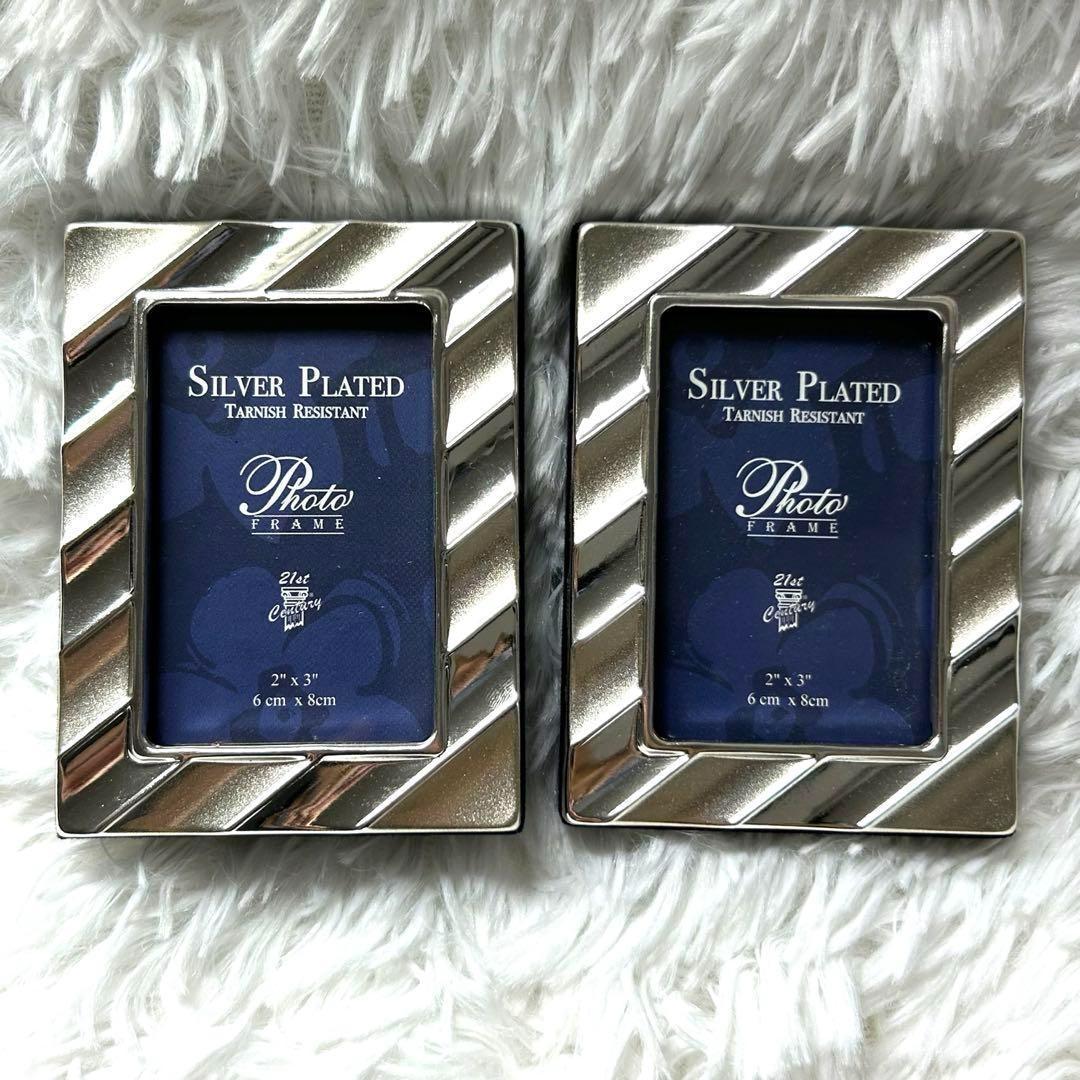 SILVER PLATED
TARNISH RESISTANT
Photo
FRAME
21st
Century
2" x 3"
6 cm x 8cm
SILVER PLATED
TARNISH RESISTANT
Photo
FRAME
21st
Century
2" x 3"
6 cm x 8cm